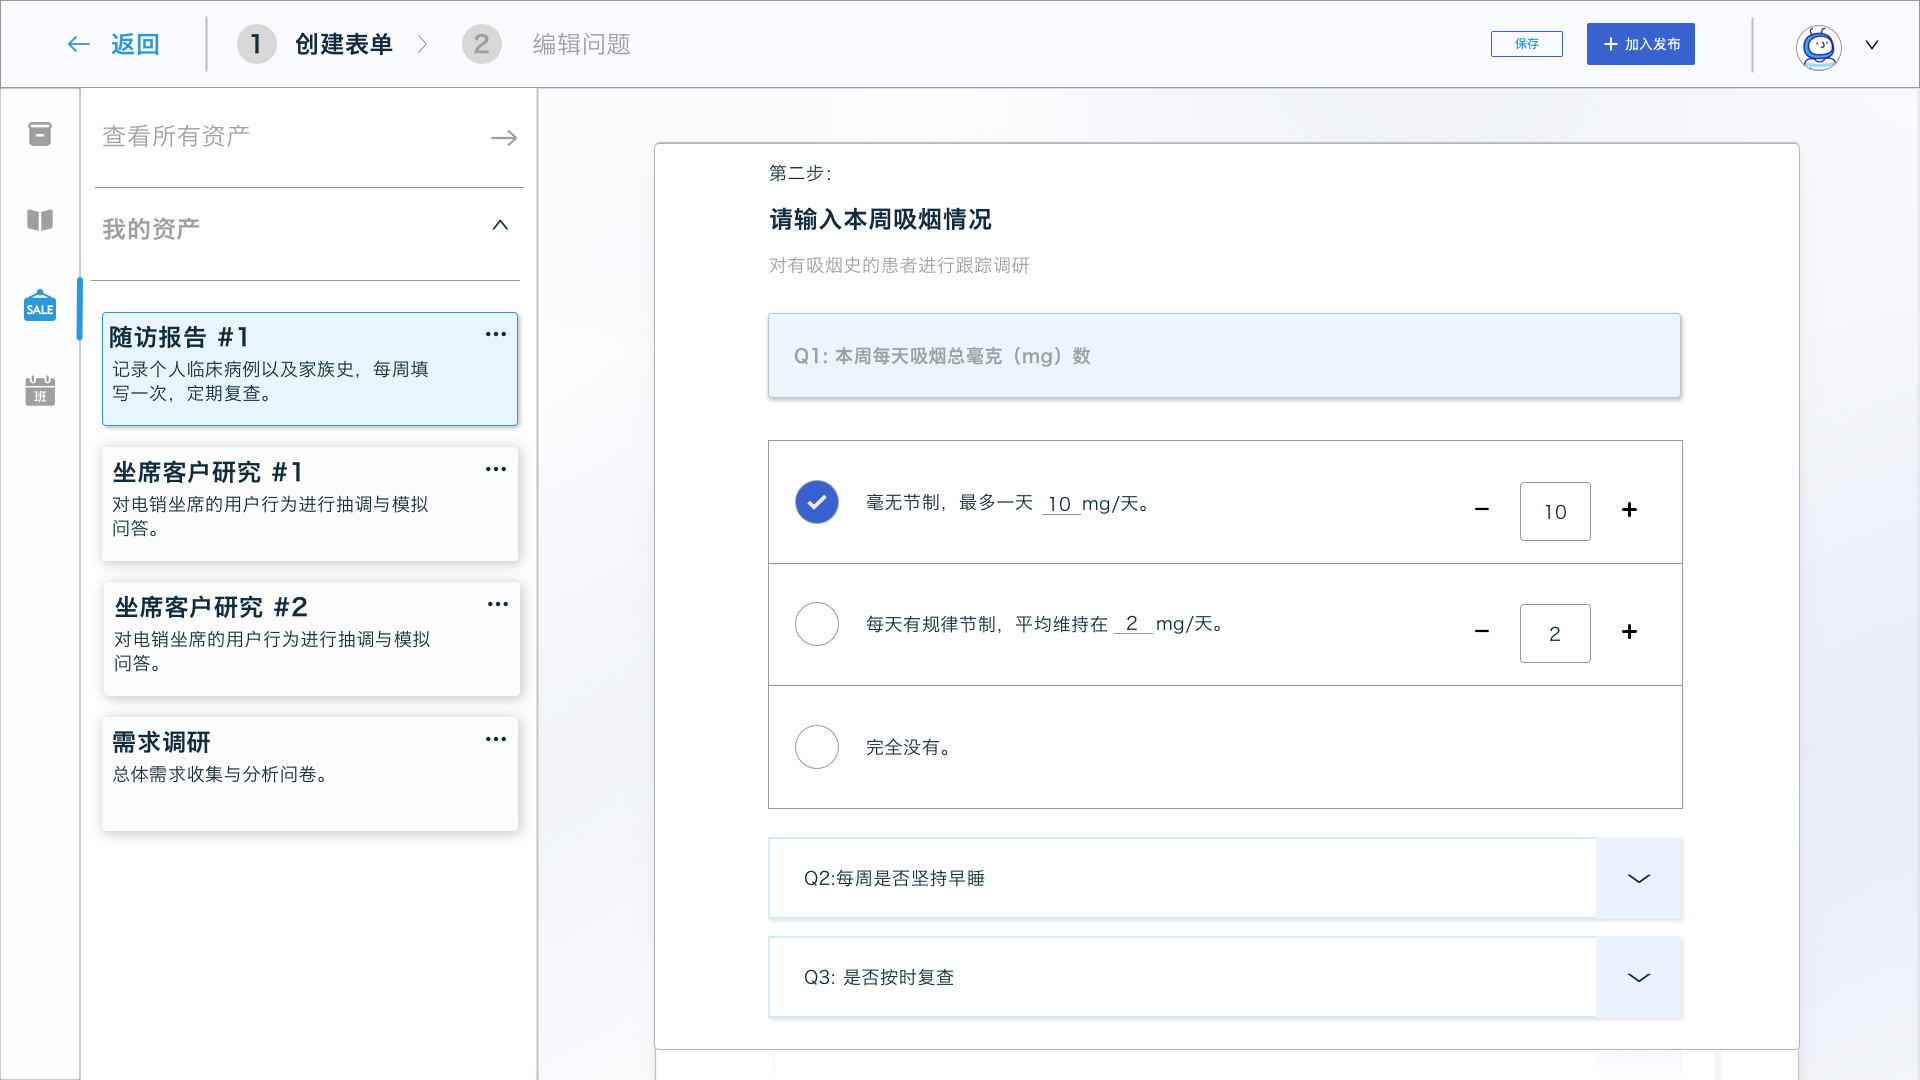 返回
1 创建表单
2 编辑问题
保存
加入发布
查看所有资产
我的资产
SALE
班
随访报告 #1
记录个人临床病例以及家族史，每周填
写一次，定期复查。
坐席客户研究 #1
对电销坐席的用户行为进行抽调与模拟
问答。
坐席客户研究 #2
对电销坐席的用户行为进行抽调与模拟
问答。
需求调研
总体需求收集与分析问卷。
第二步：
请输入本周吸烟情况
对有吸烟史的患者进行跟踪调研
Q1: 本周每天吸烟总毫克（mg）数
毫无节制，最多一天 10 mg/天。
10
每天有规律节制，平均维持在 2 mg/天。
2
完全没有。
Q2:每周是否坚持早睡
Q3: 是否按时复查